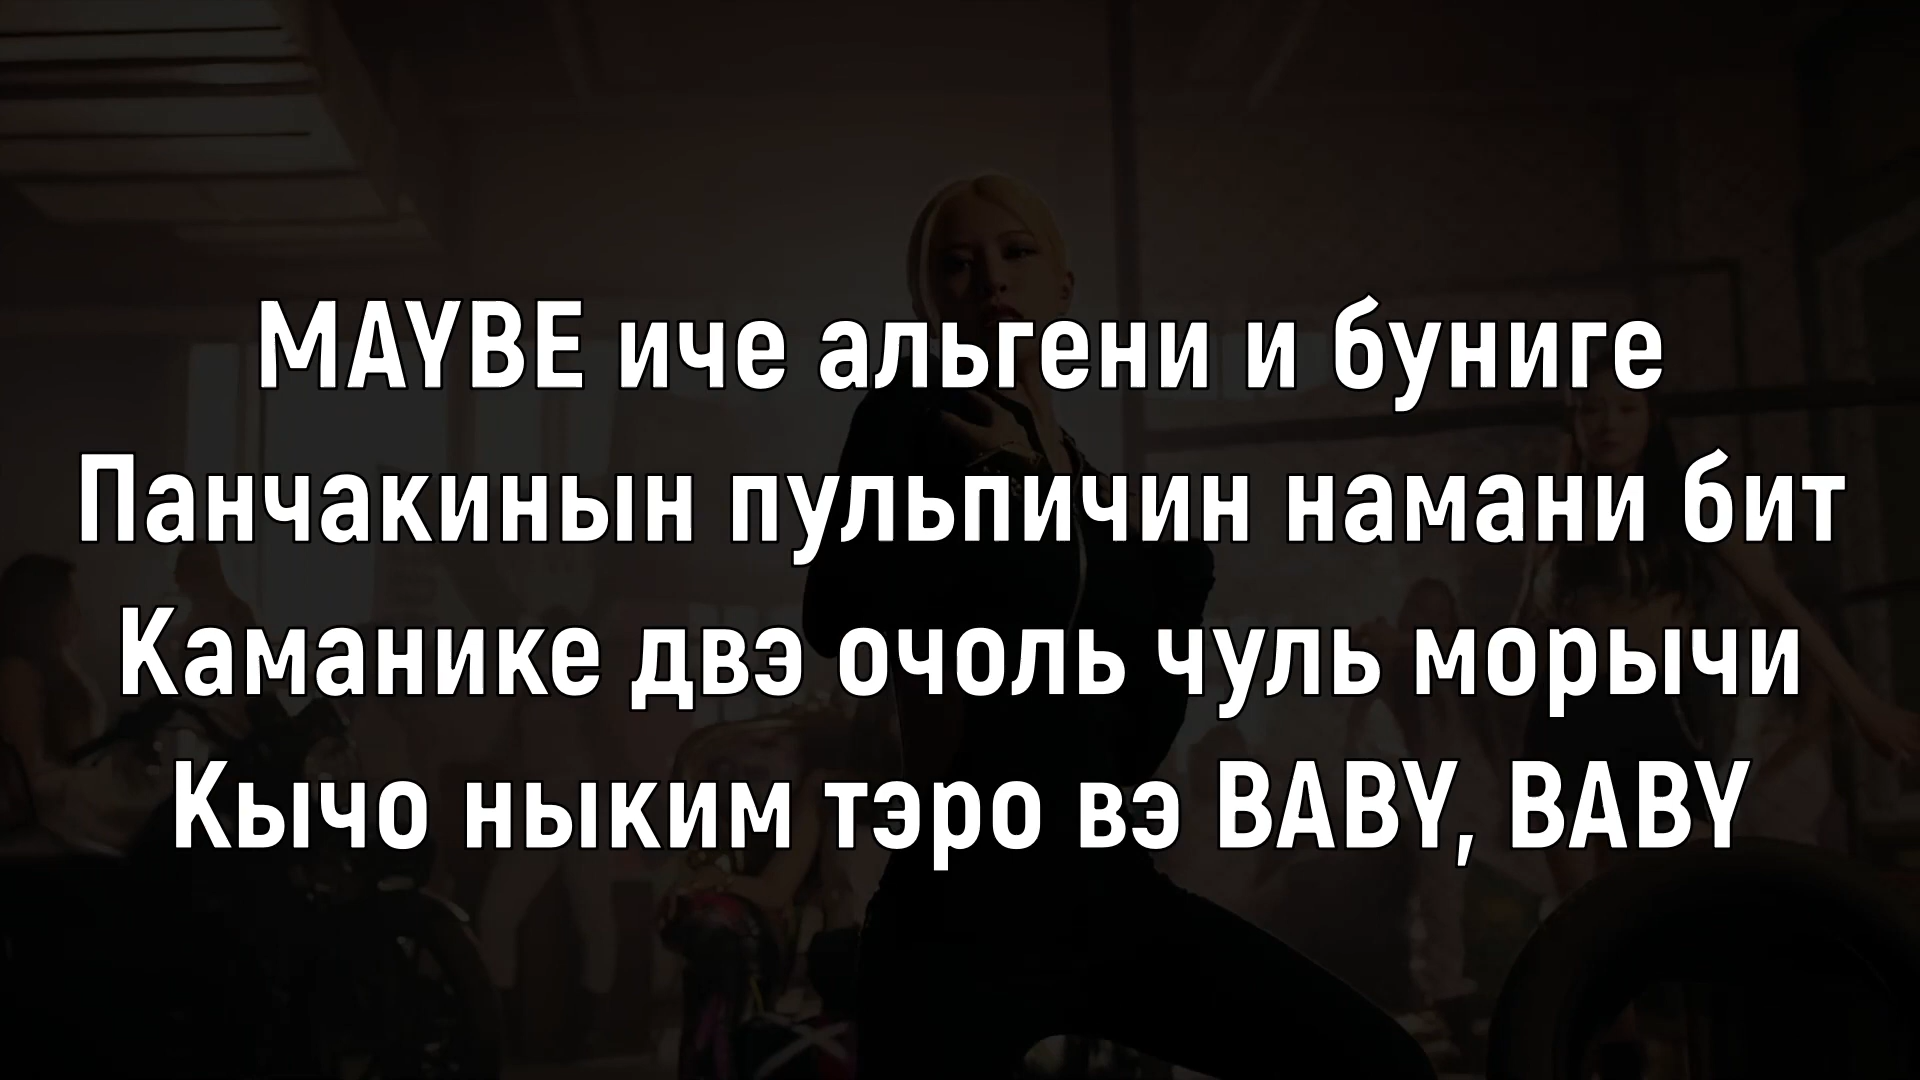 MAYBE иче альгени и буниге
Панчакинын пульпичин намани бит
Каманике двэ очоль чуль морычи
Кычо ныким тэро вэ BABY, BABY